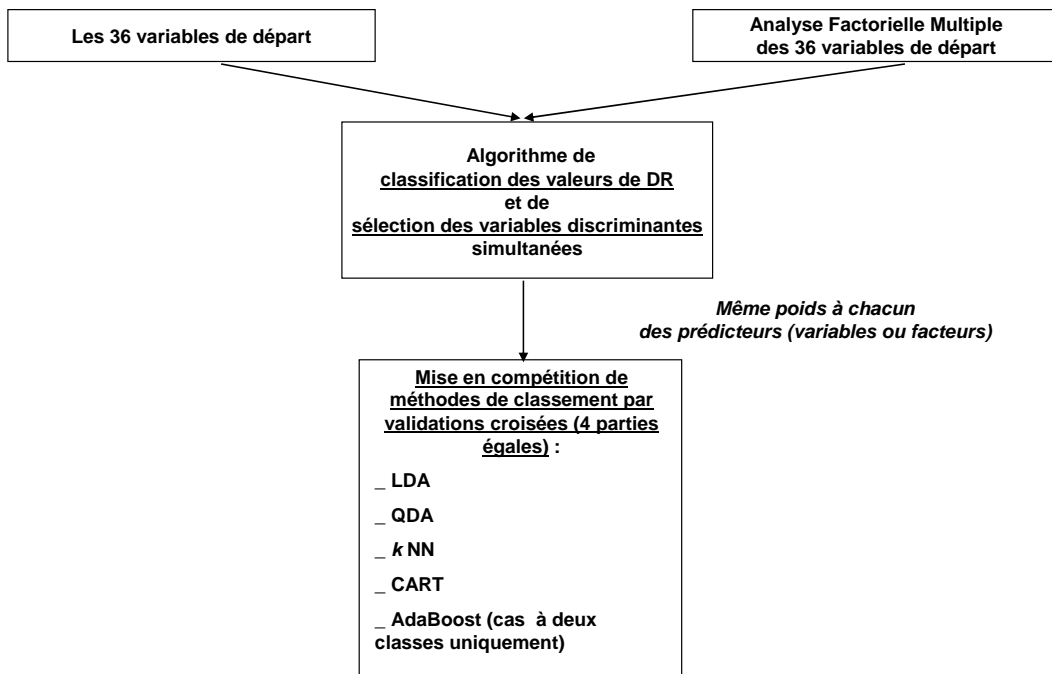 Les 36 variables de départ
Analyse Factorielle Multiple
des 36 variables de départ
Algorithme de
classification des valeurs de DR
et de
sélection des variables discriminantes
simultanées
Même poids à chacun
des prédicteurs (variables ou facteurs)
Mise en compétition de
méthodes de classement par
validations croisées (4 parties
égales) :
_ LDA
_ QDA
_ k NN
_ CART
_ AdaBoost (cas à deux
classes uniquement)